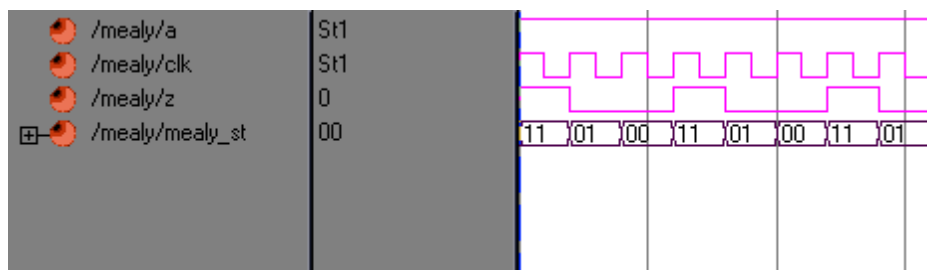 /mealy/a St1
/mealy/clk St1
/mealy/z 0
/mealy/mealy_st 00 11 01 00 11 01 00 11 01